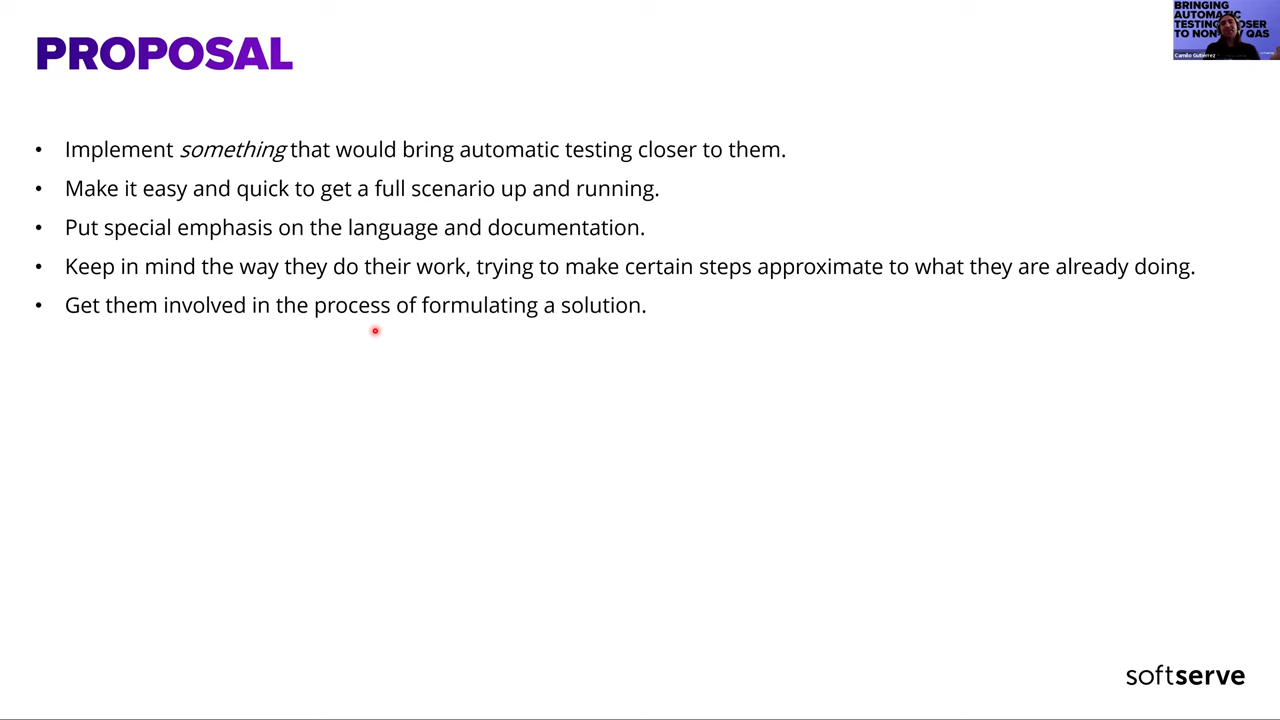 BRINGING
AUTOMATIC
TESTING OSER
TO NON QAS
Camilo Gutierrez
PROPOSAL
• Implement something that would bring automatic testing closer to them.
• Make it easy and quick to get a full scenario up and running.
• Put special emphasis on the language and documentation.
• Keep in mind the way they do their work, trying to make certain steps approximate to what they are already doing.
• Get them involved in the process of formulating a solution.
softserve